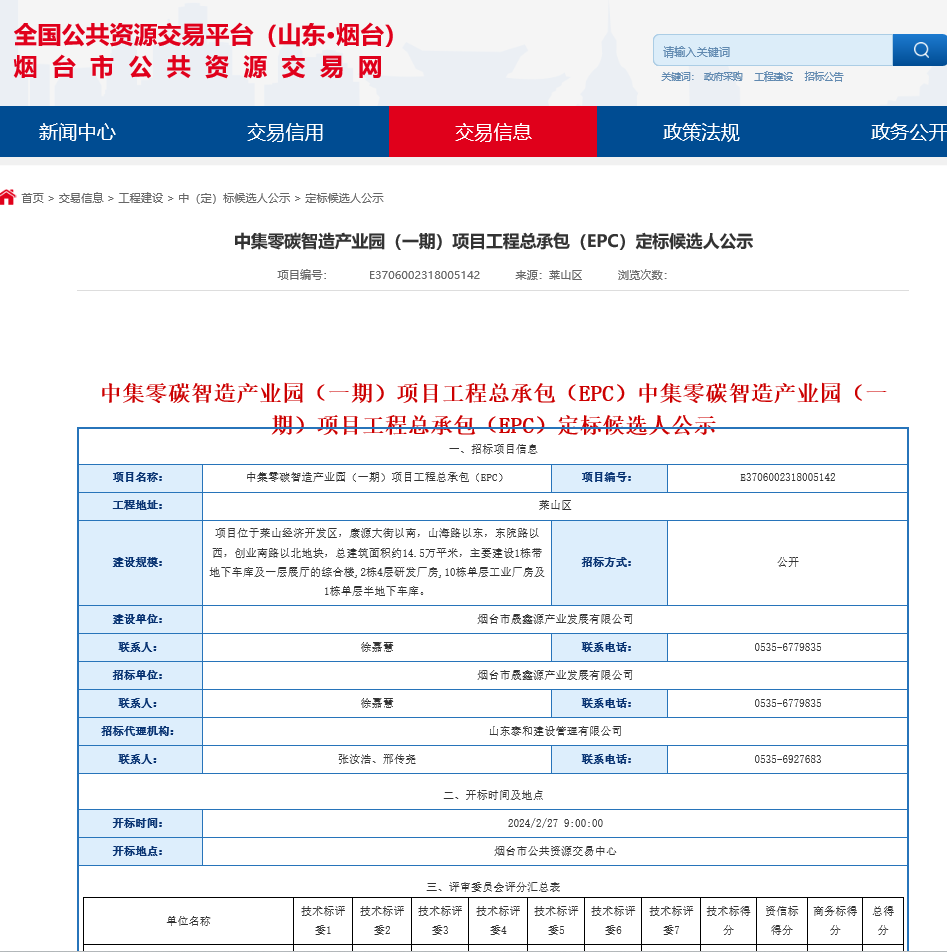 全国公共资源交易平台（山东·烟台）
烟台市公共资源交易网
请输入关键词
关键词： 政府采购 工程建设 招标公告
新闻中心 交易信用 交易信息 政策法规 政务公开
首页 > 交易信息 > 工程建设 > 中（定）标候选人公示 > 定标候选人公示
中集零碳智造产业园（一期）项目工程总承包（EPC）定标候选人公示
项目编号： E3706002318005142 来源：莱山区 浏览次数：
中集零碳智造产业园（一期）项目工程总承包（EPC）中集零碳智造产业园（一
期）项目工程总承包（EPC）定标候选人公示
一、招标项目信息
项目名称： 中集零碳智造产业园（一期）项目工程总承包（EPC） 项目编号： E3706002318005142
工程地址： 莱山区
建设规模： 项目位于莱山经济开发区，康源大街以南，山海路以东，东院路以
西，创业南路以北地块，总建筑面积约14.5万平米，主要建设1栋带
地下车库及一层展厅的综合楼,2栋4层研发厂房,10栋单层工业厂房及
1栋单层半地下车库。
招标方式： 公开
建设单位： 烟台市晟鑫源产业发展有限公司
联系人： 徐嘉慧 联系电话： 0535-6779835
招标单位： 烟台市晟鑫源产业发展有限公司
联系人： 徐嘉慧 联系电话： 0535-6779835
招标代理机构： 山东泰和建设管理有限公司
联系人： 张汝浩、邢传尧 联系电话： 0535-6927683
二、开标时间及地点
开标时间： 2024/2/27 9:00:00
开标地点： 烟台市公共资源交易中心
三、评审委员会评分汇总表
单位名称 技术标评委1 技术标评委2 技术标评委3 技术标评委4 技术标评委5 技术标评委6 技术标评委7 技术标得分 资信标得分 商务标得分 总得分